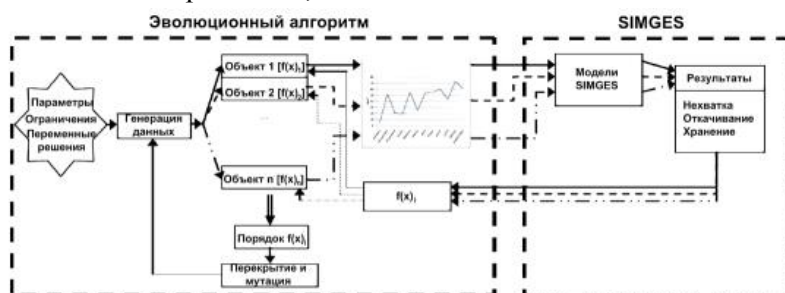 Эволюционный алгоритм
SIMGES
Параметры
Ограничения
Переменные
решения
Генерация
данных
Объект 1 [f(x)₁]
Объект 2 [f(x)₂]
Объект n [f(x)ₙ]
Порядок f(x)ᵢ
Перекрытие и
мутация
f(x)ᵢ
Модели
SIMGES
Результаты
Нехватка
Откачивание
Хранение